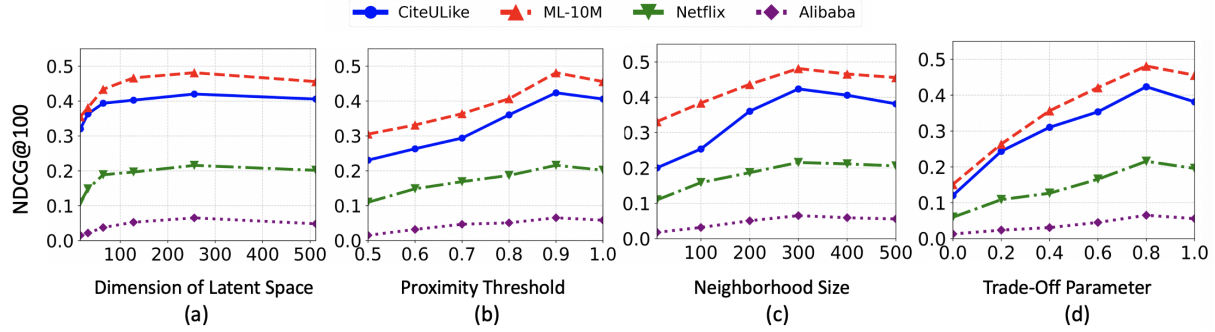 CiteULike ML-10M Netflix Alibaba
NDCG@100
0.5
0.4
0.3
0.2
0.1
0.0
100 200 300 400 500
Dimension of Latent Space
(a)
0.5
0.4
0.3
0.2
0.1
0.0
0.5 0.6 0.7 0.8 0.9 1.0
Proximity Threshold
(b)
0.5
0.4
0.3
0.2
0.1
0.0
100 200 300 400 500
Neighborhood Size
(c)
0.5
0.4
0.3
0.2
0.1
0.0
0.0 0.2 0.4 0.6 0.8 1.0
Trade-Off Parameter
(d)